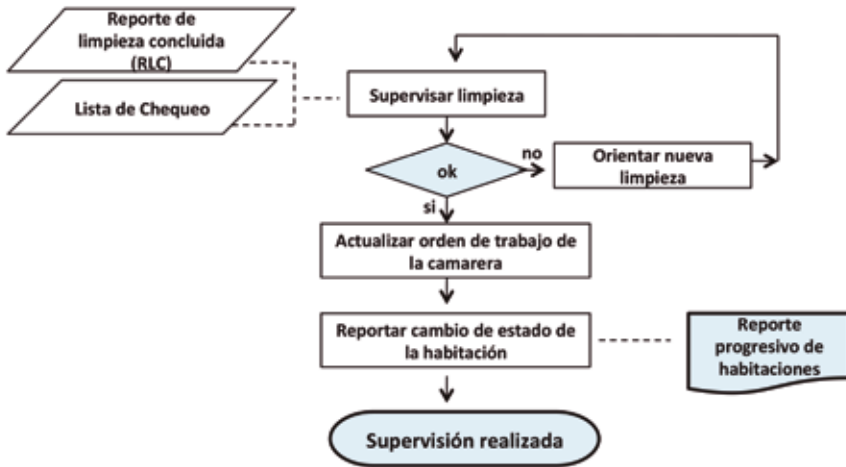 Reporte de
limpieza concluida
(RLC)
Lista de Chequeo
Supervisar limpieza
ok
no
Orientar nueva
limpieza
si
Actualizar orden de trabajo de
la camarera
Reportar cambio de estado de
la habitación
Reporte
progresivo de
habitaciones
Supervisión realizada